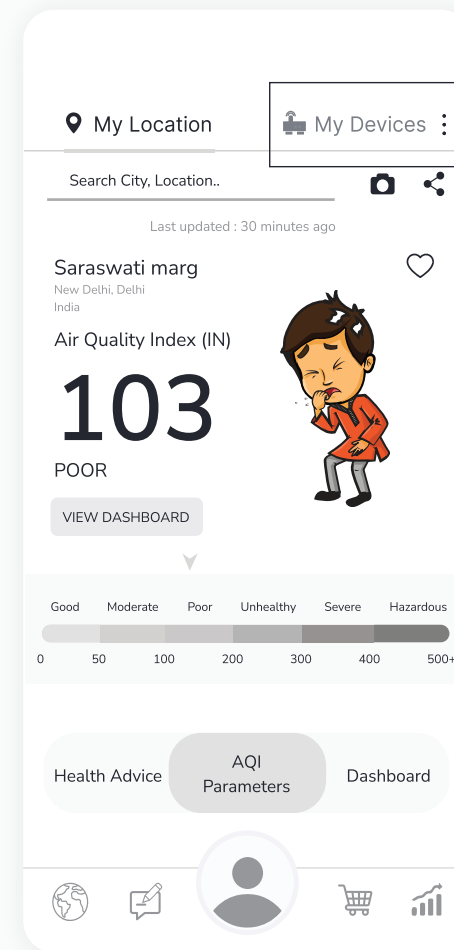 My Location
My Devices
Search City, Location..
Last updated : 30 minutes ago
Saraswati marg
New Delhi, Delhi
India
Air Quality Index (IN)
103
POOR
VIEW DASHBOARD
Good Moderate Poor Unhealthy Severe Hazardous
0 50 100 200 300 400 500+
Health Advice
AQI
Parameters
Dashboard